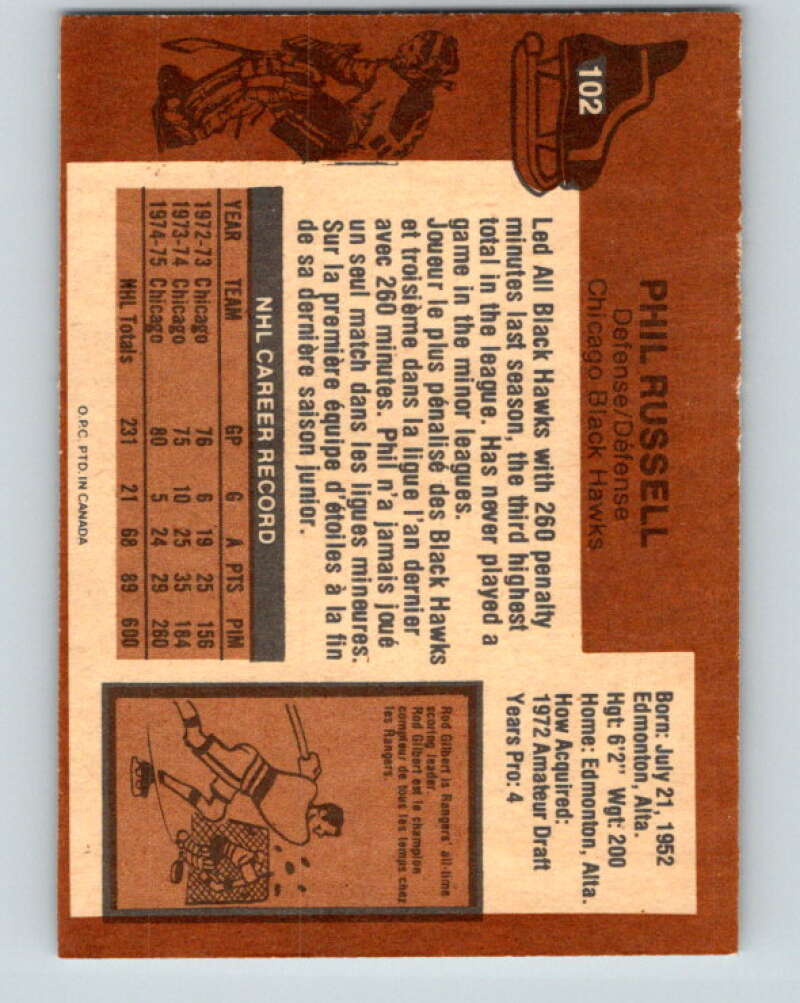 102
PHIL RUSSELL
Defense/Défense
Chicago Black Hawks
Born: July 21, 1952
Edmonton, Alta.
Hgt: 6'2" Wgt: 200
Home: Edmonton, Alta.
How Acquired:
1972 Amateur Draft
Years Pro: 4
Led All Black Hawks with 260 penalty
minutes last season, the third highest
total in the league. Has never played a
game in the minor leagues.
Joueur le plus pénalisé des Black Hawks
et troisième dans la ligue l'an dernier
avec 260 minutes. Phil n'a jamais joué
un seul match dans les ligues mineures.
Sur la première équipe d'étoiles à la fin
de sa dernière saison junior.
NHL CAREER RECORD
YEAR TEAM GP G A PTS PIM
1972-73 Chicago 76 6 19 25 156
1973-74 Chicago 75 10 25 35 184
1974-75 Chicago 80 5 24 29 260
NHL Totals 231 21 68 89 600
Rod Gilbert is Rangers' all-time
scoring leader
Rod Gilbert est le champion
compteur de tous les temps chez
les Rangers.
O.P.C. PTD. IN CANADA